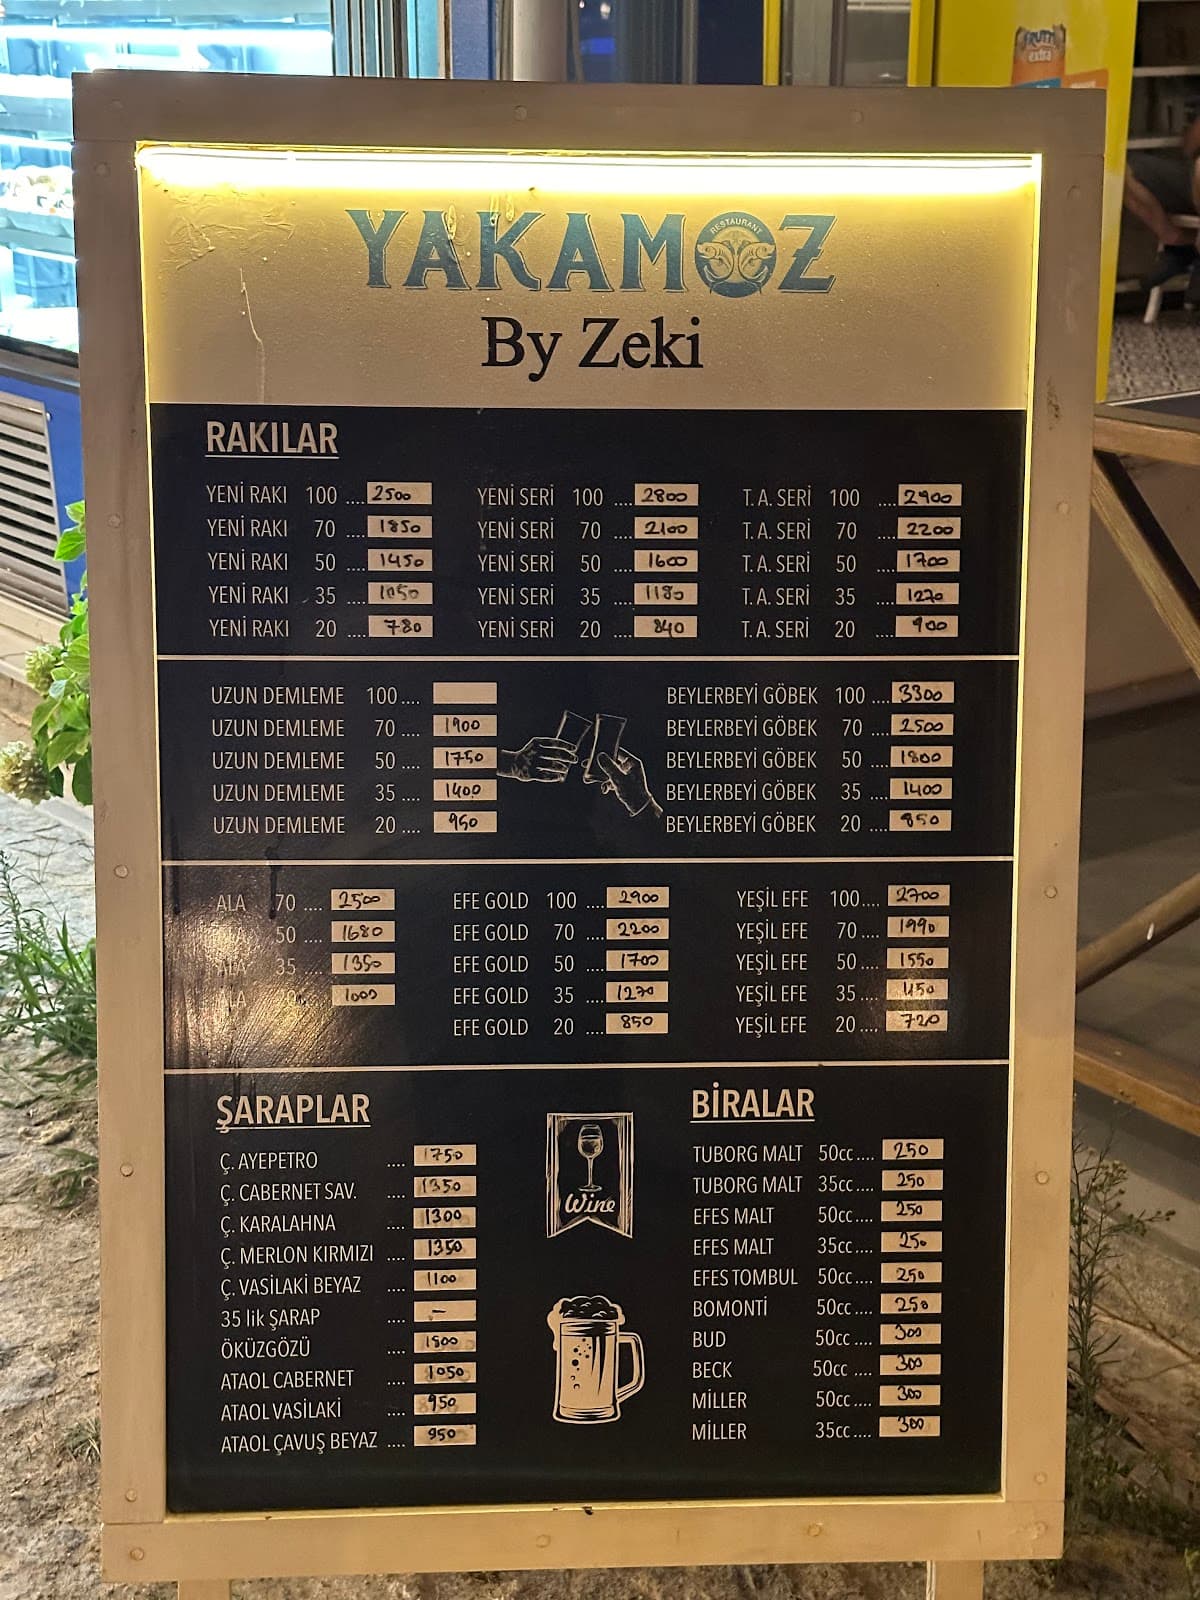 FRUTTI
extra
YAKAMOZ
RESTAURANT
By Zeki
RAKILAR
YENİ RAKI 100 .... 2500
YENİ RAKI 70 .... 1850
YENİ RAKI 50 .... 1450
YENİ RAKI 35 .... 1050
YENİ RAKI 20 .... 780
YENİ SERİ 100 .... 2800
YENİ SERİ 70 .... 2100
YENİ SERİ 50 .... 1600
YENİ SERİ 35 .... 1180
YENİ SERİ 20 .... 840
T. A. SERİ 100 .... 2900
T. A. SERİ 70 .... 2200
T. A. SERİ 50 .... 1700
T. A. SERİ 35 .... 1270
T. A. SERİ 20 .... 900
UZUN DEMLEME 100 ....
UZUN DEMLEME 70 .... 1900
UZUN DEMLEME 50 .... 1750
UZUN DEMLEME 35 .... 1400
UZUN DEMLEME 20 .... 950
BEYLERBEYİ GÖBEK 100 .... 3300
BEYLERBEYİ GÖBEK 70 .... 2500
BEYLERBEYİ GÖBEK 50 .... 1800
BEYLERBEYİ GÖBEK 35 .... 1400
BEYLERBEYİ GÖBEK 20 .... 850
ALA 70 .... 2500
ALA 50 .... 1680
ALA 35 .... 1350
ALA 20 .... 1000
EFE GOLD 100 .... 2900
EFE GOLD 70 .... 2200
EFE GOLD 50 .... 1700
EFE GOLD 35 .... 1270
EFE GOLD 20 .... 850
YEŞİL EFE 100 .... 2700
YEŞİL EFE 70 .... 1990
YEŞİL EFE 50 .... 1550
YEŞİL EFE 35 ....
YEŞİL EFE 20 .... 720
ŞARAPLAR
Ç. AYEPETRO .... 1750
Ç. CABERNET SAV. .... 1350
Ç. KARALAHNA .... 1300
Ç. MERLON KIRMIZI .... 1350
Ç. VASİLAKİ BEYAZ .... 1100
35 lik ŞARAP .... –
ÖKÜZGÖZÜ ....
ATAOL CABERNET .... 1050
ATAOL VASİLAKİ .... 950
ATAOL ÇAVUŞ BEYAZ .... 950
Wine
BİRALAR
TUBORG MALT 50cc .... 250
TUBORG MALT 35cc .... 250
EFES MALT 50cc .... 250
EFES MALT 35cc .... 250
EFES TOMBUL 50cc .... 250
BOMONTİ 50cc .... 250
BUD 50cc .... 300
BECK 50cc .... 300
MİLLER 50cc .... 300
MİLLER 35cc .... 300